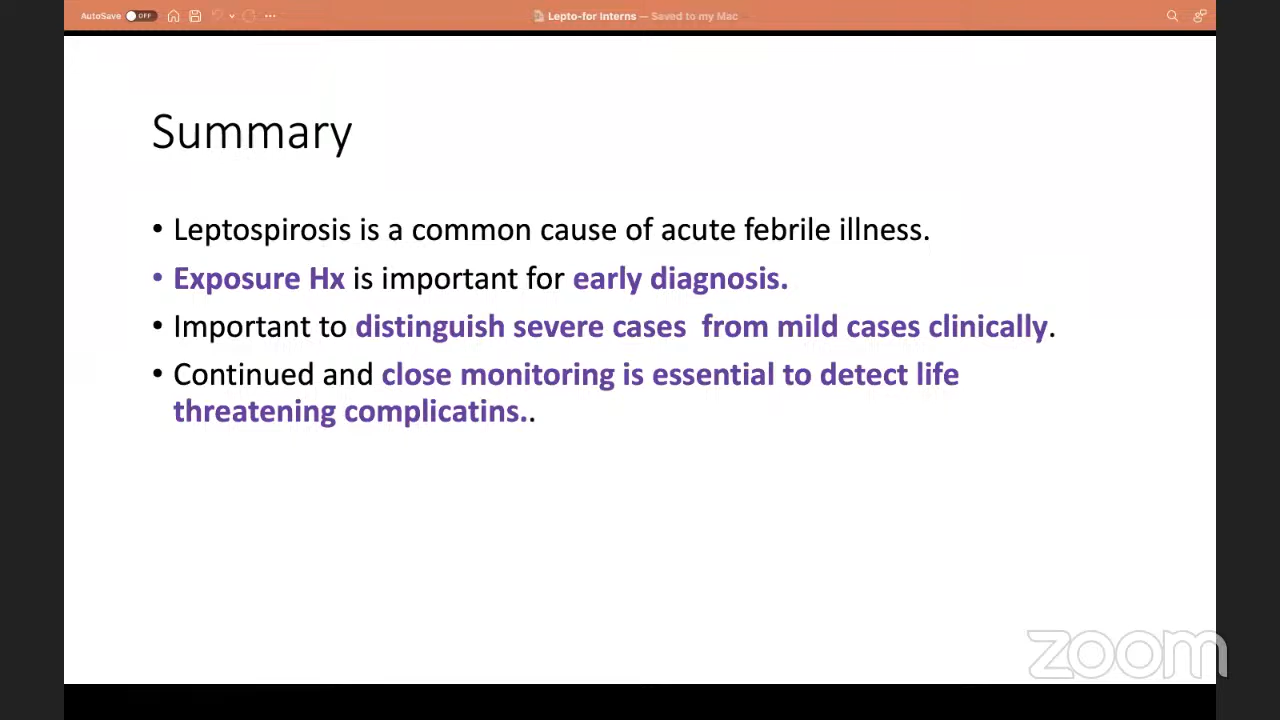 AutoSave OFF
Lepto-for Interns — Saved to my Mac
Summary
• Leptospirosis is a common cause of acute febrile illness.
• Exposure Hx is important for early diagnosis.
• Important to distinguish severe cases  from mild cases clinically.
• Continued and close monitoring is essential to detect life
threatening complicatins..
zoom